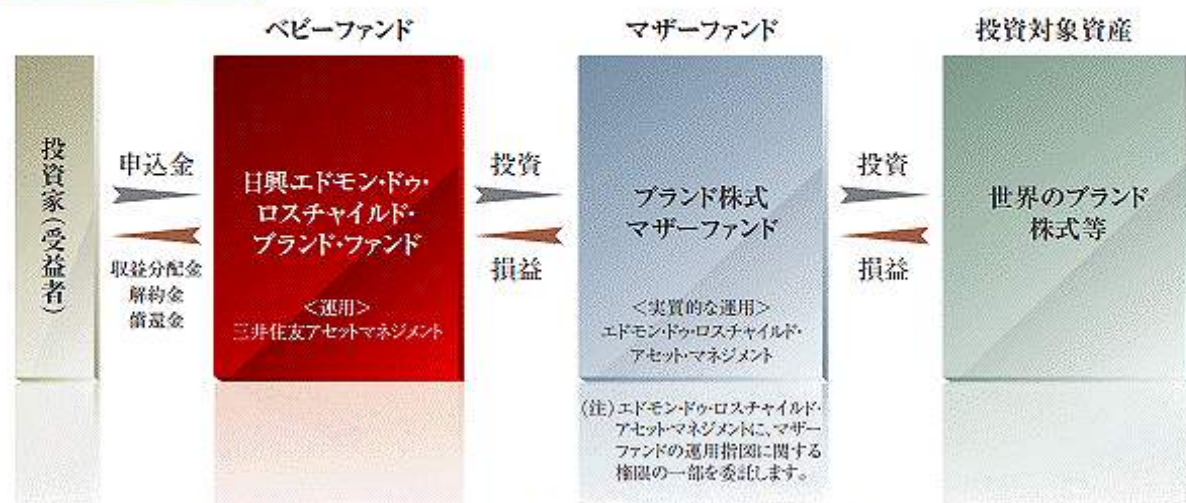 ベビーファンド
マザーファンド
投資対象資産
投資家(受益者)
申込金
収益分配金
解約金
償還金
日興エドモン・ドゥ・
ロスチャイルド・
ブランド・ファンド
<運用>
三井住友アセットマネジメント
投資
損益
ブランド株式
マザーファンド
<実質的な運用>
エドモン・ドゥ・ロスチャイルド・
アセット・マネジメント
投資
損益
世界のブランド
株式等
(注)エドモン・ドゥ・ロスチャイルド・
アセット・マネジメントに、マザー
ファンドの運用指図に関する
権限の一部を委託します。